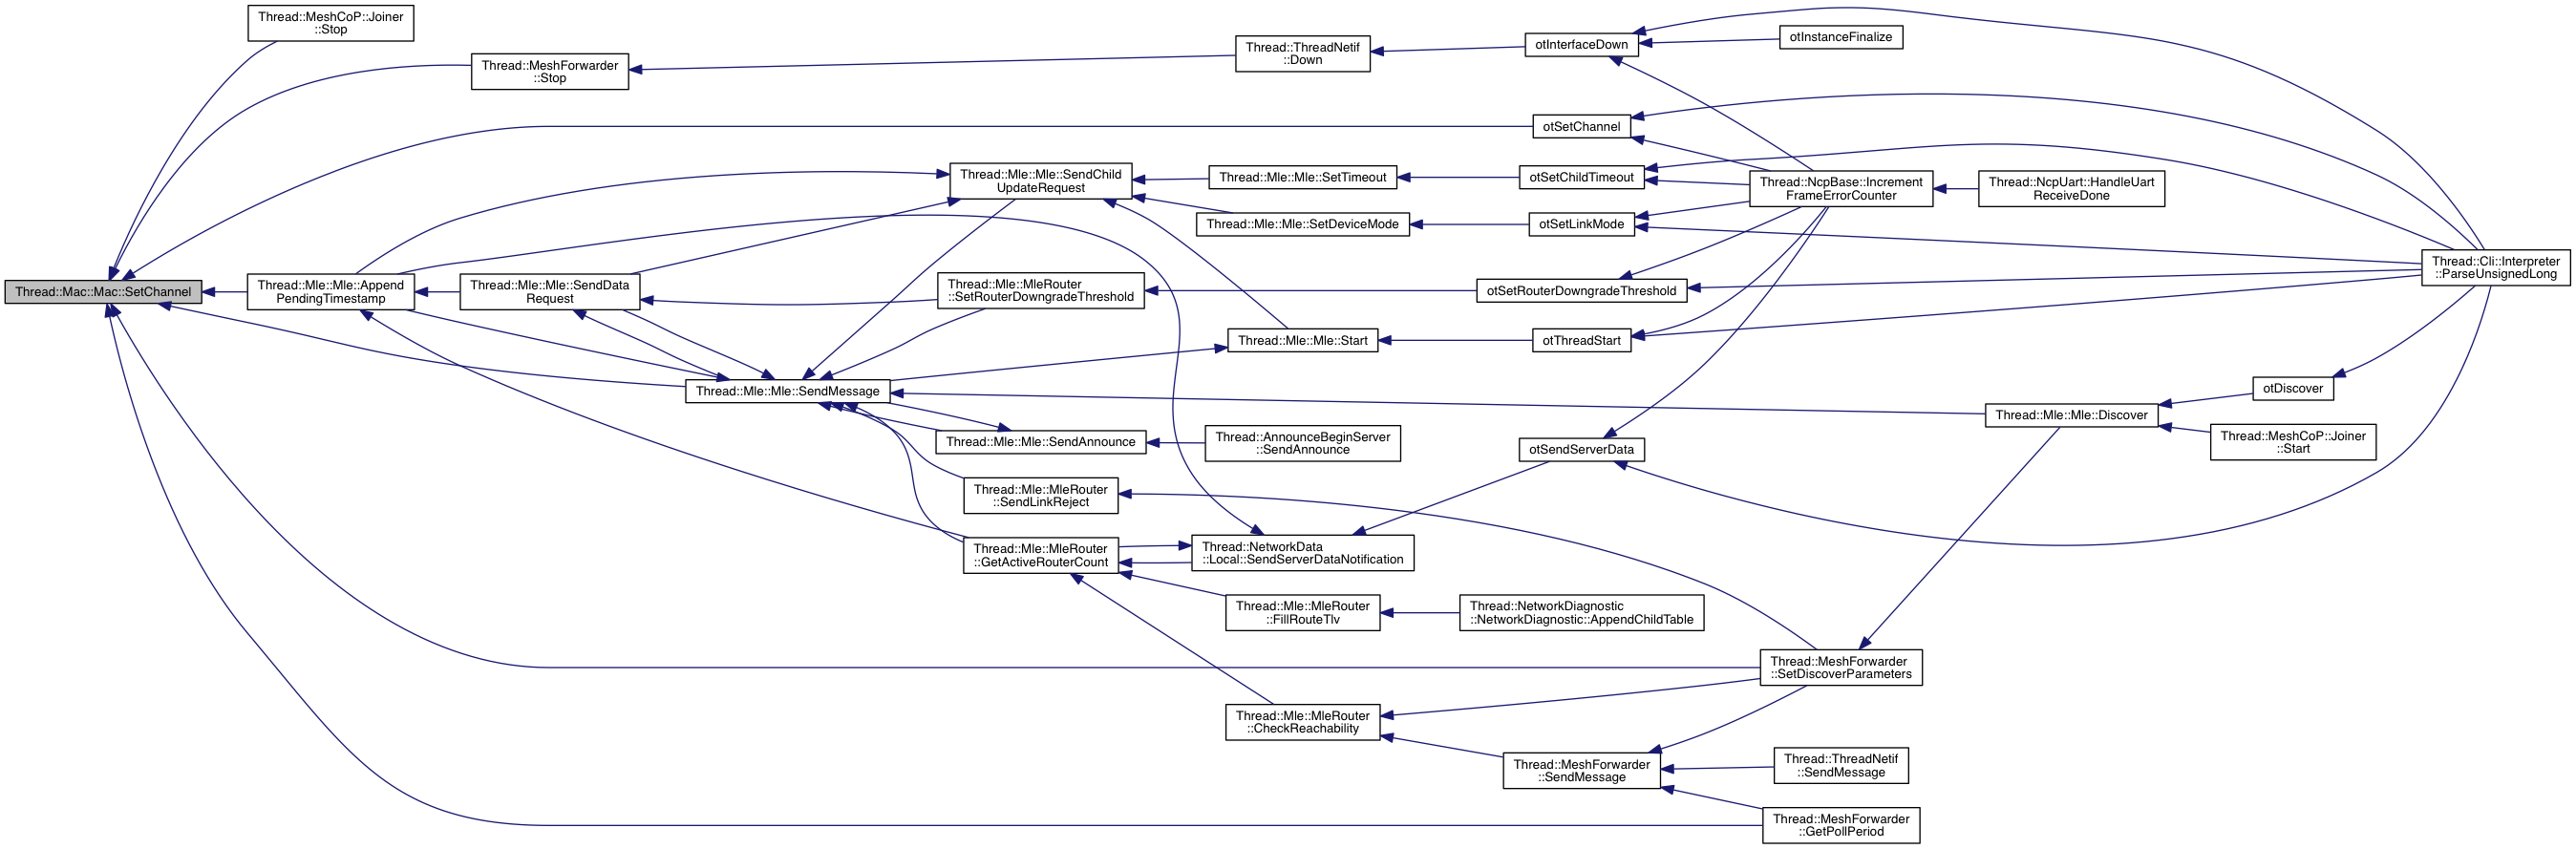 Thread::MeshCoP::Joiner
::Stop
Thread::MeshForwarder
::Stop
Thread::ThreadNetif
::Down
otInterfaceDown
otInstanceFinalize
otSetChannel
Thread::Mle::Mle::SendChild
UpdateRequest
Thread::Mle::Mle::SetTimeout
otSetChildTimeout
Thread::NcpBase::Increment
FrameErrorCounter
Thread::NcpUart::HandleUart
ReceiveDone
Thread::Mle::Mle::SetDeviceMode
otSetLinkMode
Thread::Cli::Interpreter
::ParseUnsignedLong
Thread::Mac::Mac::SetChannel
Thread::Mle::Mle::Append
PendingTimestamp
Thread::Mle::Mle::SendData
Request
Thread::Mle::MleRouter
::SetRouterDowngradeThreshold
otSetRouterDowngradeThreshold
Thread::Mle::Mle::Start
otThreadStart
Thread::Mle::Mle::SendMessage
otDiscover
Thread::Mle::Mle::Discover
Thread::MeshCoP::Joiner
::Start
Thread::Mle::Mle::SendAnnounce
Thread::AnnounceBeginServer
::SendAnnounce
otSendServerData
Thread::Mle::MleRouter
::SendLinkReject
Thread::Mle::MleRouter
::GetActiveRouterCount
Thread::NetworkData
::Local::SendServerDataNotification
Thread::Mle::MleRouter
::FillRouteTlv
Thread::NetworkDiagnostic
::NetworkDiagnostic::AppendChildTable
Thread::MeshForwarder
::SetDiscoverParameters
Thread::Mle::MleRouter
::CheckReachability
Thread::MeshForwarder
::SendMessage
Thread::ThreadNetif
::SendMessage
Thread::MeshForwarder
::GetPollPeriod